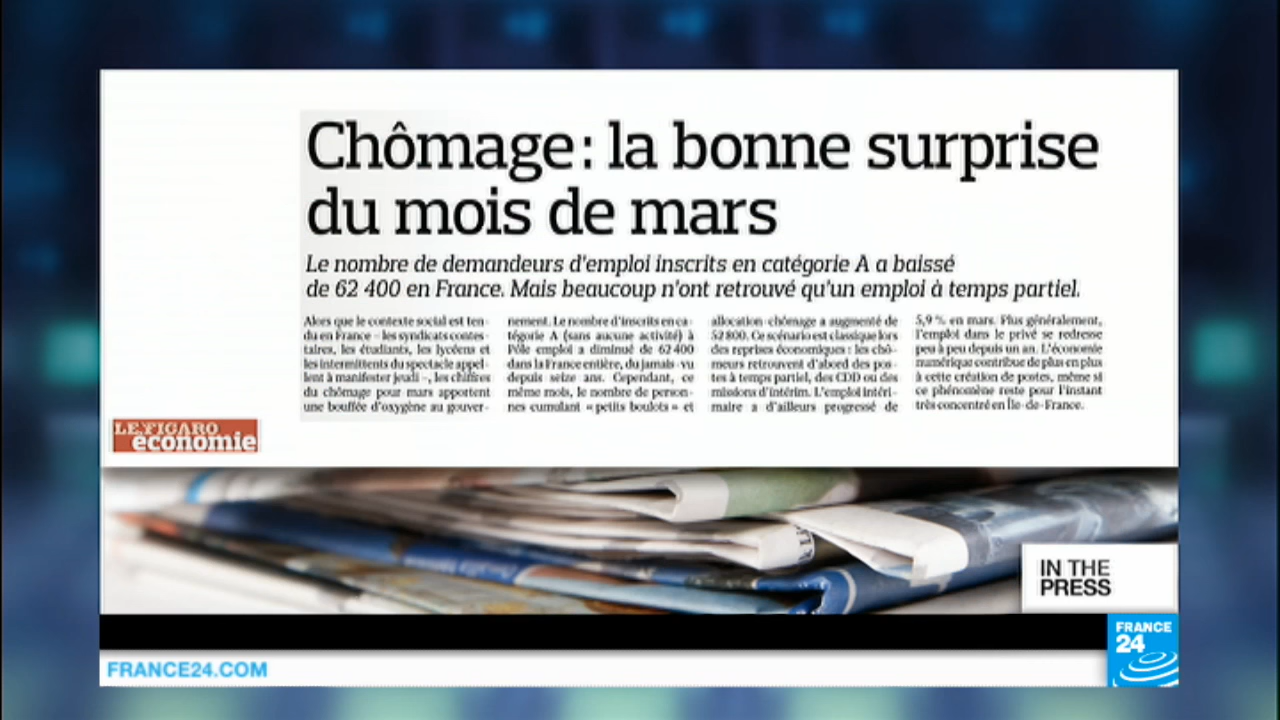 Chômage : la bonne surprise
du mois de mars
Le nombre de demandeurs d'emploi inscrits en catégorie A a baissé
de 62 400 en France. Mais beaucoup n'ont retrouvé qu'un emploi à temps partiel.
Alors que le contexte social est ten-
du en France – les syndicats contes-
taires, les étudiants, les lycéens et
les intermittents du spectacle appel-
lent à manifester jeudi –, les chiffres
du chômage pour mars apportent
une bouffée d'oxygène au gouver-
nement. Le nombre d'inscrits en ca-
tégorie A (sans aucune activité) à
Pôle emploi a diminué de 62 400
dans la France entière, du jamais-vu
depuis seize ans. Cependant, ce
même mois, le nombre de person-
nes cumulant « petits boulots » et
allocation-chômage a augmenté de
52 800. Ce scénario est classique lors
des reprises économiques : les chô-
meurs retrouvent d'abord des pos-
tes à temps partiel, des CDD ou des
missions d'intérim. L'emploi intéri-
maire a d'ailleurs progressé de
5,9 % en mars. Plus généralement,
l'emploi dans le privé se redresse
peu à peu depuis un an. L'économie
numérique contribue de plus en plus
à cette création de postes, même si
ce phénomène reste pour l'instant
très concentré en Île-de-France.
LE FIGARO
économie
IN THE
PRESS
FRANCE
24
FRANCE24.COM